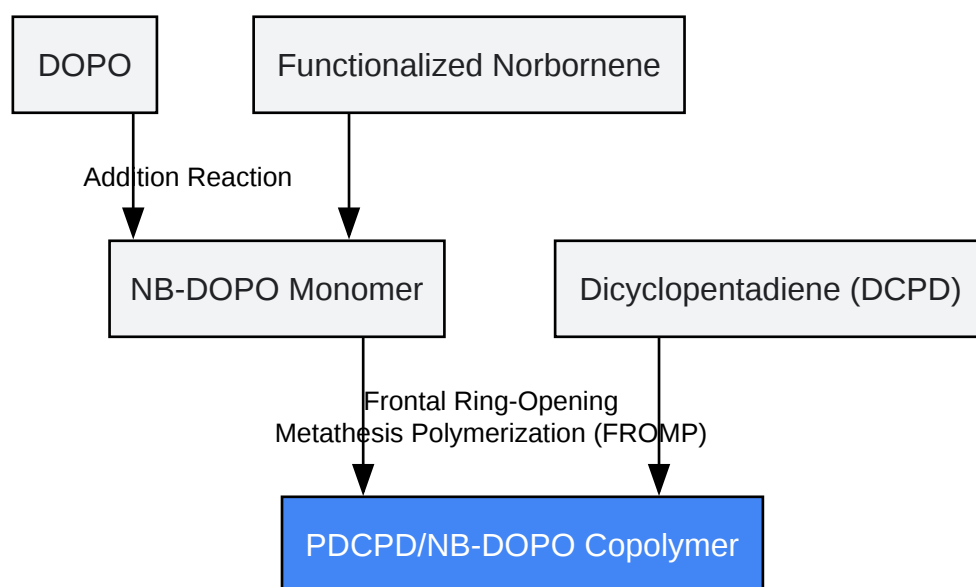 DOPO
Functionalized Norbornene
Addition Reaction
NB-DOPO Monomer
Dicyclopentadiene (DCPD)
Frontal Ring-Opening
Metathesis Polymerization (FROMP)
PDCPD/NB-DOPO Copolymer